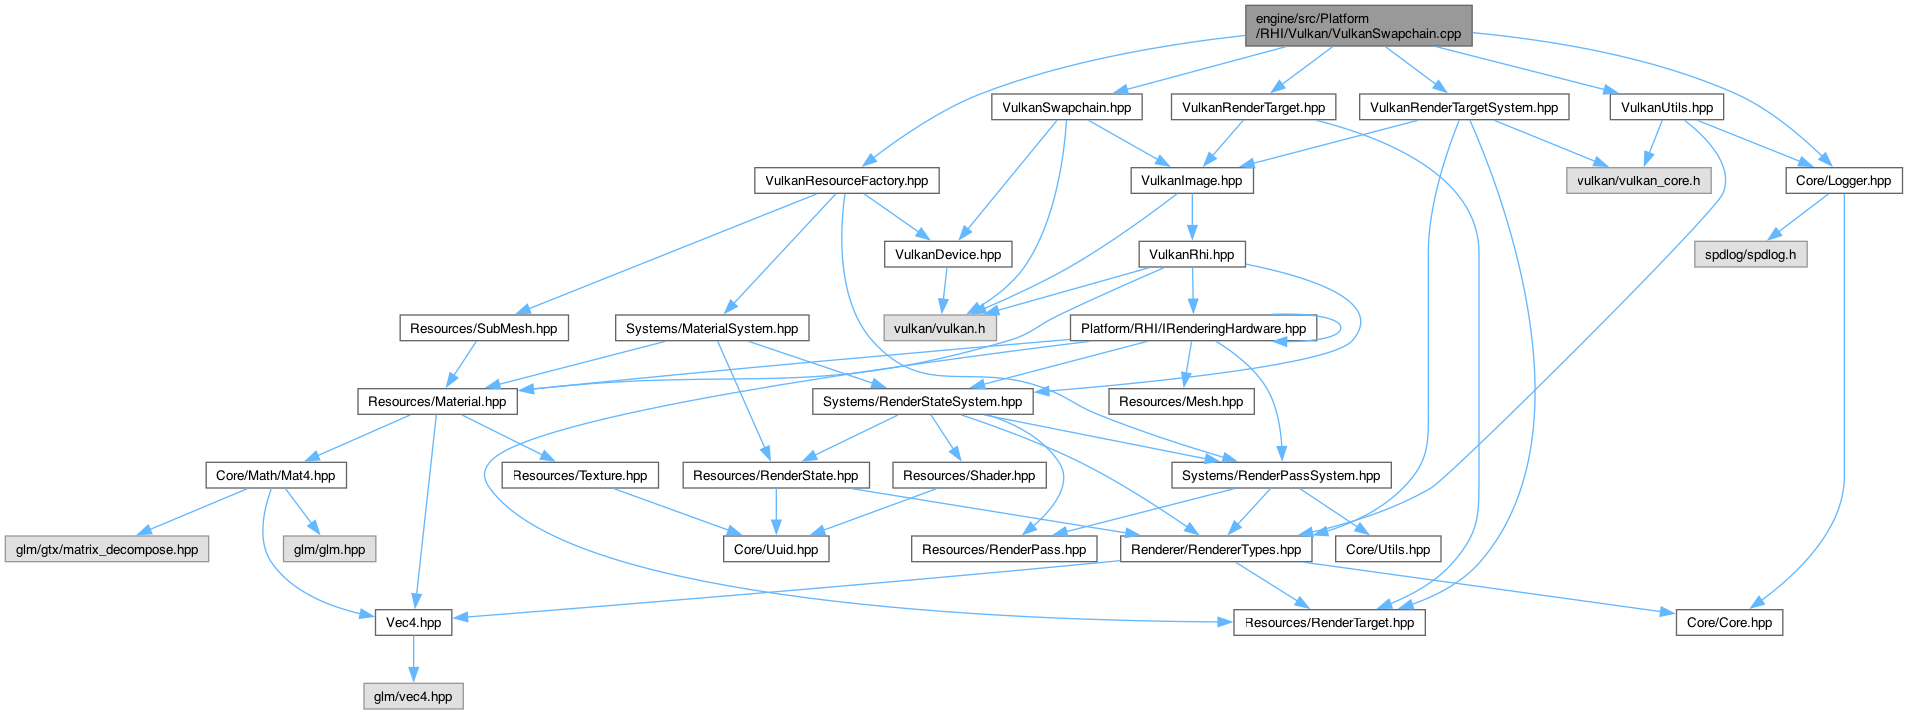 engine/src/Platform
/RHI/Vulkan/VulkanSwapchain.cpp
VulkanSwapchain.hpp
VulkanRenderTarget.hpp
VulkanRenderTargetSystem.hpp
VulkanUtils.hpp
VulkanResourceFactory.hpp
VulkanImage.hpp
vulkan/vulkan_core.h
Core/Logger.hpp
VulkanDevice.hpp
VulkanRhi.hpp
spdlog/spdlog.h
Resources/SubMesh.hpp
Systems/MaterialSystem.hpp
vulkan/vulkan.h
Platform/RHI/IRenderingHardware.hpp
Resources/Material.hpp
Systems/RenderStateSystem.hpp
Resources/Mesh.hpp
Core/Math/Mat4.hpp
Resources/Texture.hpp
Resources/RenderState.hpp
Resources/Shader.hpp
Systems/RenderPassSystem.hpp
glm/gtx/matrix_decompose.hpp
glm/glm.hpp
Core/Uuid.hpp
Resources/RenderPass.hpp
Renderer/RendererTypes.hpp
Core/Utils.hpp
Vec4.hpp
Resources/RenderTarget.hpp
Core/Core.hpp
glm/vec4.hpp